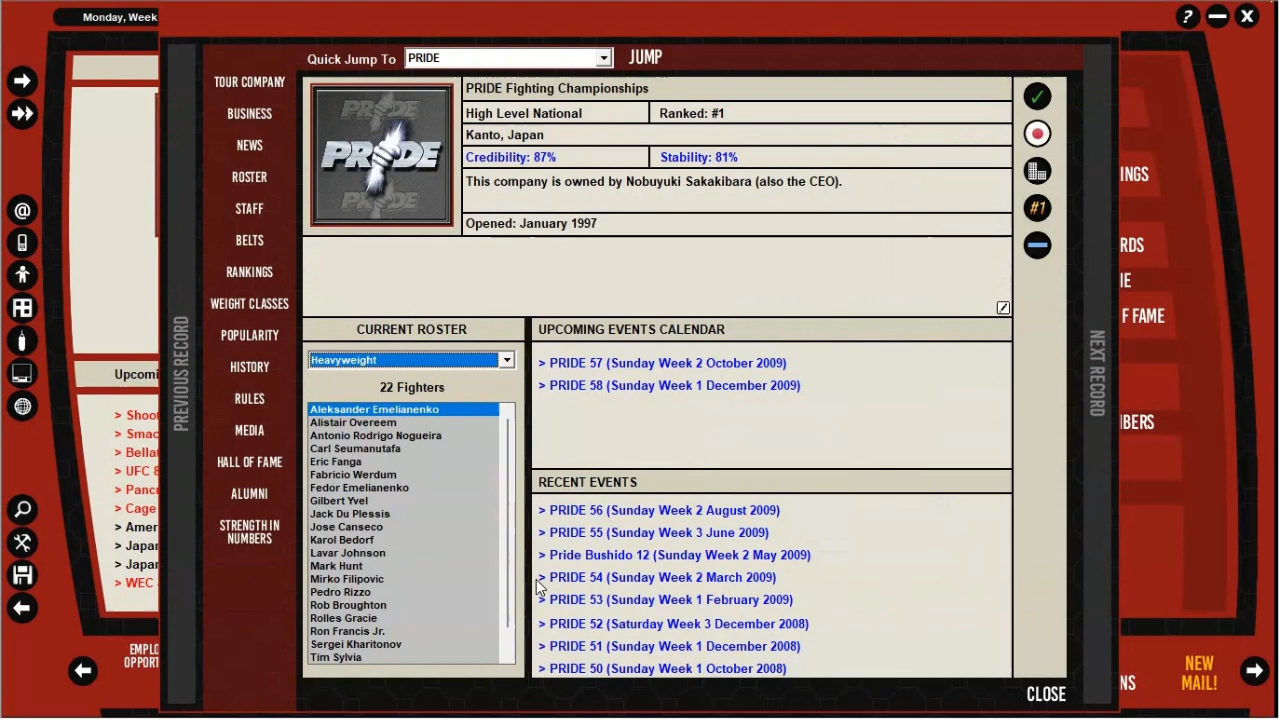 Monday, Week
Quick Jump To
PRIDE
JUMP
?
X
TOUR COMPANY
BUSINESS
NEWS
ROSTER
STAFF
BELTS
RANKINGS
WEIGHT CLASSES
POPULARITY
HISTORY
RULES
MEDIA
HALL OF FAME
ALUMNI
STRENGTH IN
NUMBERS
PREVIOUS RECORD
PRIDE
PRIDE
PRIDE
PRIDE Fighting Championships
High Level National
Ranked: #1
Kanto, Japan
Credibility: 87%
Stability: 81%
This company is owned by Nobuyuki Sakakibara (also the CEO).
Opened: January 1997
#1
CURRENT ROSTER
Heavyweight
22 Fighters
Aleksander Emelianenko
Alistair Overeem
Antonio Rodrigo Nogueira
Carl Seumanutafa
Eric Fanga
Fabricio Werdum
Fedor Emelianenko
Gilbert Yvel
Jack Du Plessis
Jose Canseco
Karol Bedorf
Lavar Johnson
Mark Hunt
Mirko Filipovic
Pedro Rizzo
Rob Broughton
Rolles Gracie
Ron Francis Jr.
Sergei Kharitonov
Tim Sylvia
UPCOMING EVENTS CALENDAR
> PRIDE 57 (Sunday Week 2 October 2009)
> PRIDE 58 (Sunday Week 1 December 2009)
RECENT EVENTS
> PRIDE 56 (Sunday Week 2 August 2009)
> PRIDE 55 (Sunday Week 3 June 2009)
> Pride Bushido 12 (Sunday Week 2 May 2009)
> PRIDE 54 (Sunday Week 2 March 2009)
> PRIDE 53 (Sunday Week 1 February 2009)
> PRIDE 52 (Saturday Week 3 December 2008)
> PRIDE 51 (Sunday Week 1 December 2008)
> PRIDE 50 (Sunday Week 1 October 2008)
NEXT RECORD
CLOSE
@
Upcomi
> Shoot
> Smac
> Bella
> UFC 8
> Panc
> Cage
> Amer
> Japa
> Japa
> WEC
EMPLO
OPPORT
INGS
RDS
IE
F FAME
IBERS
NS
NEW
MAIL!